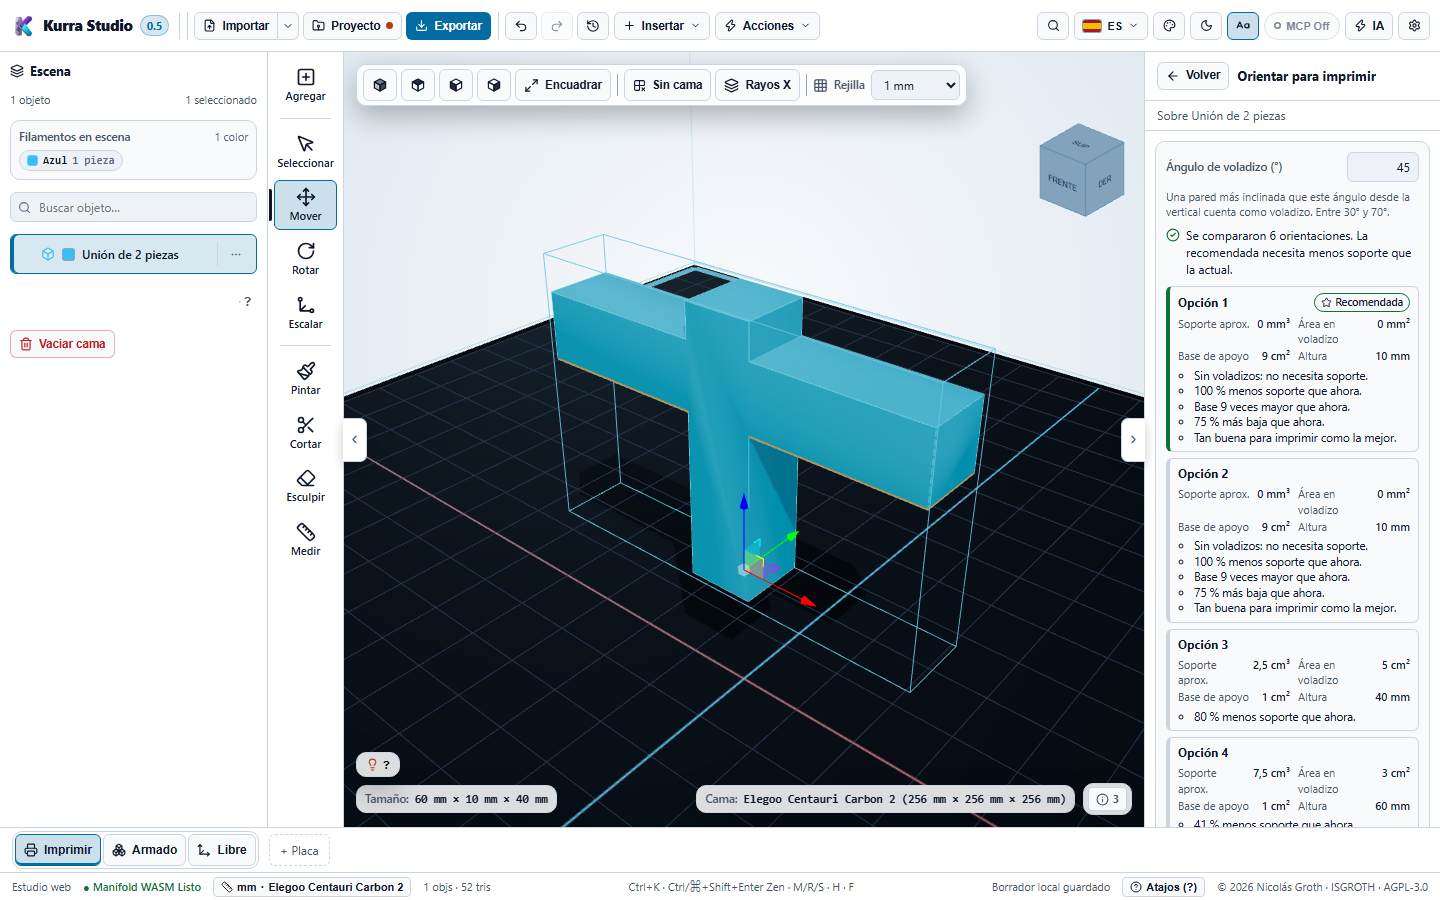 Kurra Studio 0.5
Importar
Proyecto
Exportar
Insertar
Acciones
ES
Aa
MCP Off
IA
Escena
1 objeto
1 seleccionado
Filamentos en escena
1 color
Azul 1 pieza
Buscar objeto...
Unión de 2 piezas
...
?
Vaciar cama
Agregar
Seleccionar
Mover
Rotar
Escalar
Pintar
Cortar
Esculpir
Medir
Encuadrar
Sin cama
Rayos X
Rejilla
1 mm
SUP
FRENTE
DER
?
Tamaño: 60 mm × 10 mm × 40 mm
Cama: Elegoo Centauri Carbon 2 (256 mm × 256 mm × 256 mm)
3
Volver
Orientar para imprimir
Sobre Unión de 2 piezas
Ángulo de voladizo (°)
45
Una pared más inclinada que este ángulo desde la
vertical cuenta como voladizo. Entre 30° y 70°.
Se compararon 6 orientaciones. La
recomendada necesita menos soporte que
la actual.
Opción 1
Recomendada
Soporte aprox. 0 mm³ Área en voladizo 0 mm²
Base de apoyo 9 cm² Altura 10 mm
Sin voladizos: no necesita soporte.
100 % menos soporte que ahora.
Base 9 veces mayor que ahora.
75 % más baja que ahora.
Tan buena para imprimir como la mejor.
Opción 2
Soporte aprox. 0 mm³ Área en voladizo 0 mm²
Base de apoyo 9 cm² Altura 10 mm
Sin voladizos: no necesita soporte.
100 % menos soporte que ahora.
Base 9 veces mayor que ahora.
75 % más baja que ahora.
Tan buena para imprimir como la mejor.
Opción 3
Soporte aprox. 2,5 cm³ Área en voladizo 5 cm²
Base de apoyo 1 cm² Altura 40 mm
80 % menos soporte que ahora.
Opción 4
Soporte aprox. 7,5 cm³ Área en voladizo 3 cm²
Base de apoyo 1 cm² Altura 60 mm
41 % menos soporte que ahora.
Imprimir
Armado
Libre
+ Placa
Estudio web
Manifold WASM Listo
mm · Elegoo Centauri Carbon 2
1 objs · 52 tris
Ctrl+K · Ctrl/⌘+Shift+Enter Zen · M/R/S · H · F
Borrador local guardado
Atajos (?)
© 2026 Nicolás Groth · ISGROTH · AGPL-3.0